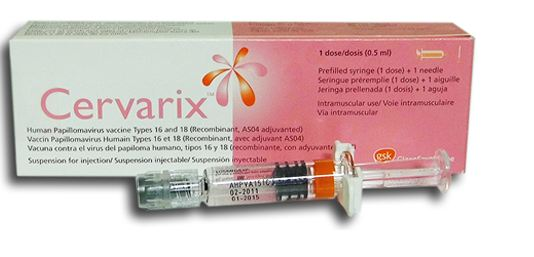 1 dose/dosis (0.5 ml)
Prefilled syringe (1 dose) + 1 needle
Seringue préremplie (1 dose) + 1 aiguille
Jeringa prellenada (1 dosis) + 1 aguja
Intramuscular use/ Voie intramusculaire
Vía intramuscular
Cervarix™
Human Papillomavirus vaccine Types 16 and 18 (Recombinant, AS04 adjuvanted)
Vaccin Papillomavirus Humain Types 16 et 18 (Recombinant, avec adjuvant AS04)
Vacuna contra el virus del papiloma humano, tipos 16 y 18 (recombinante, con adyuvante
Suspension for injection/ Suspension injectable/ Suspensión inyectable
gsk GlaxoSmithKline
02-2011
01-2015